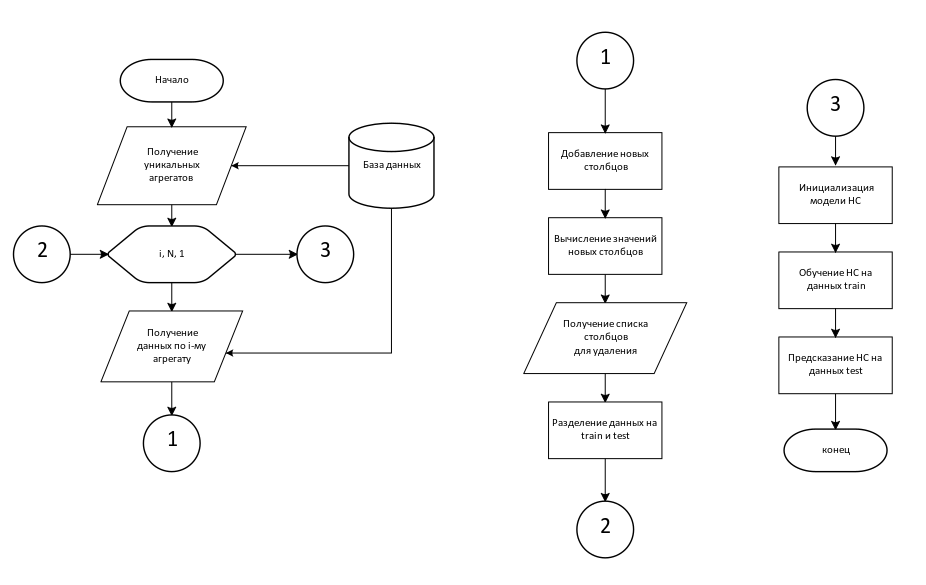 Начало
Получение
уникальных
агрегатов
База данных
2
i, N, 1
3
Получение
данных по i-му
агрегату
1
1
Добавление новых
столбцов
Вычисление значений
новых столбцов
Получение списка
столбцов
для удаления
Разделение данных на
train и test
2
3
Инициализация
модели НС
Обучение НС на
данных train
Предсказание НС на
данных test
конец